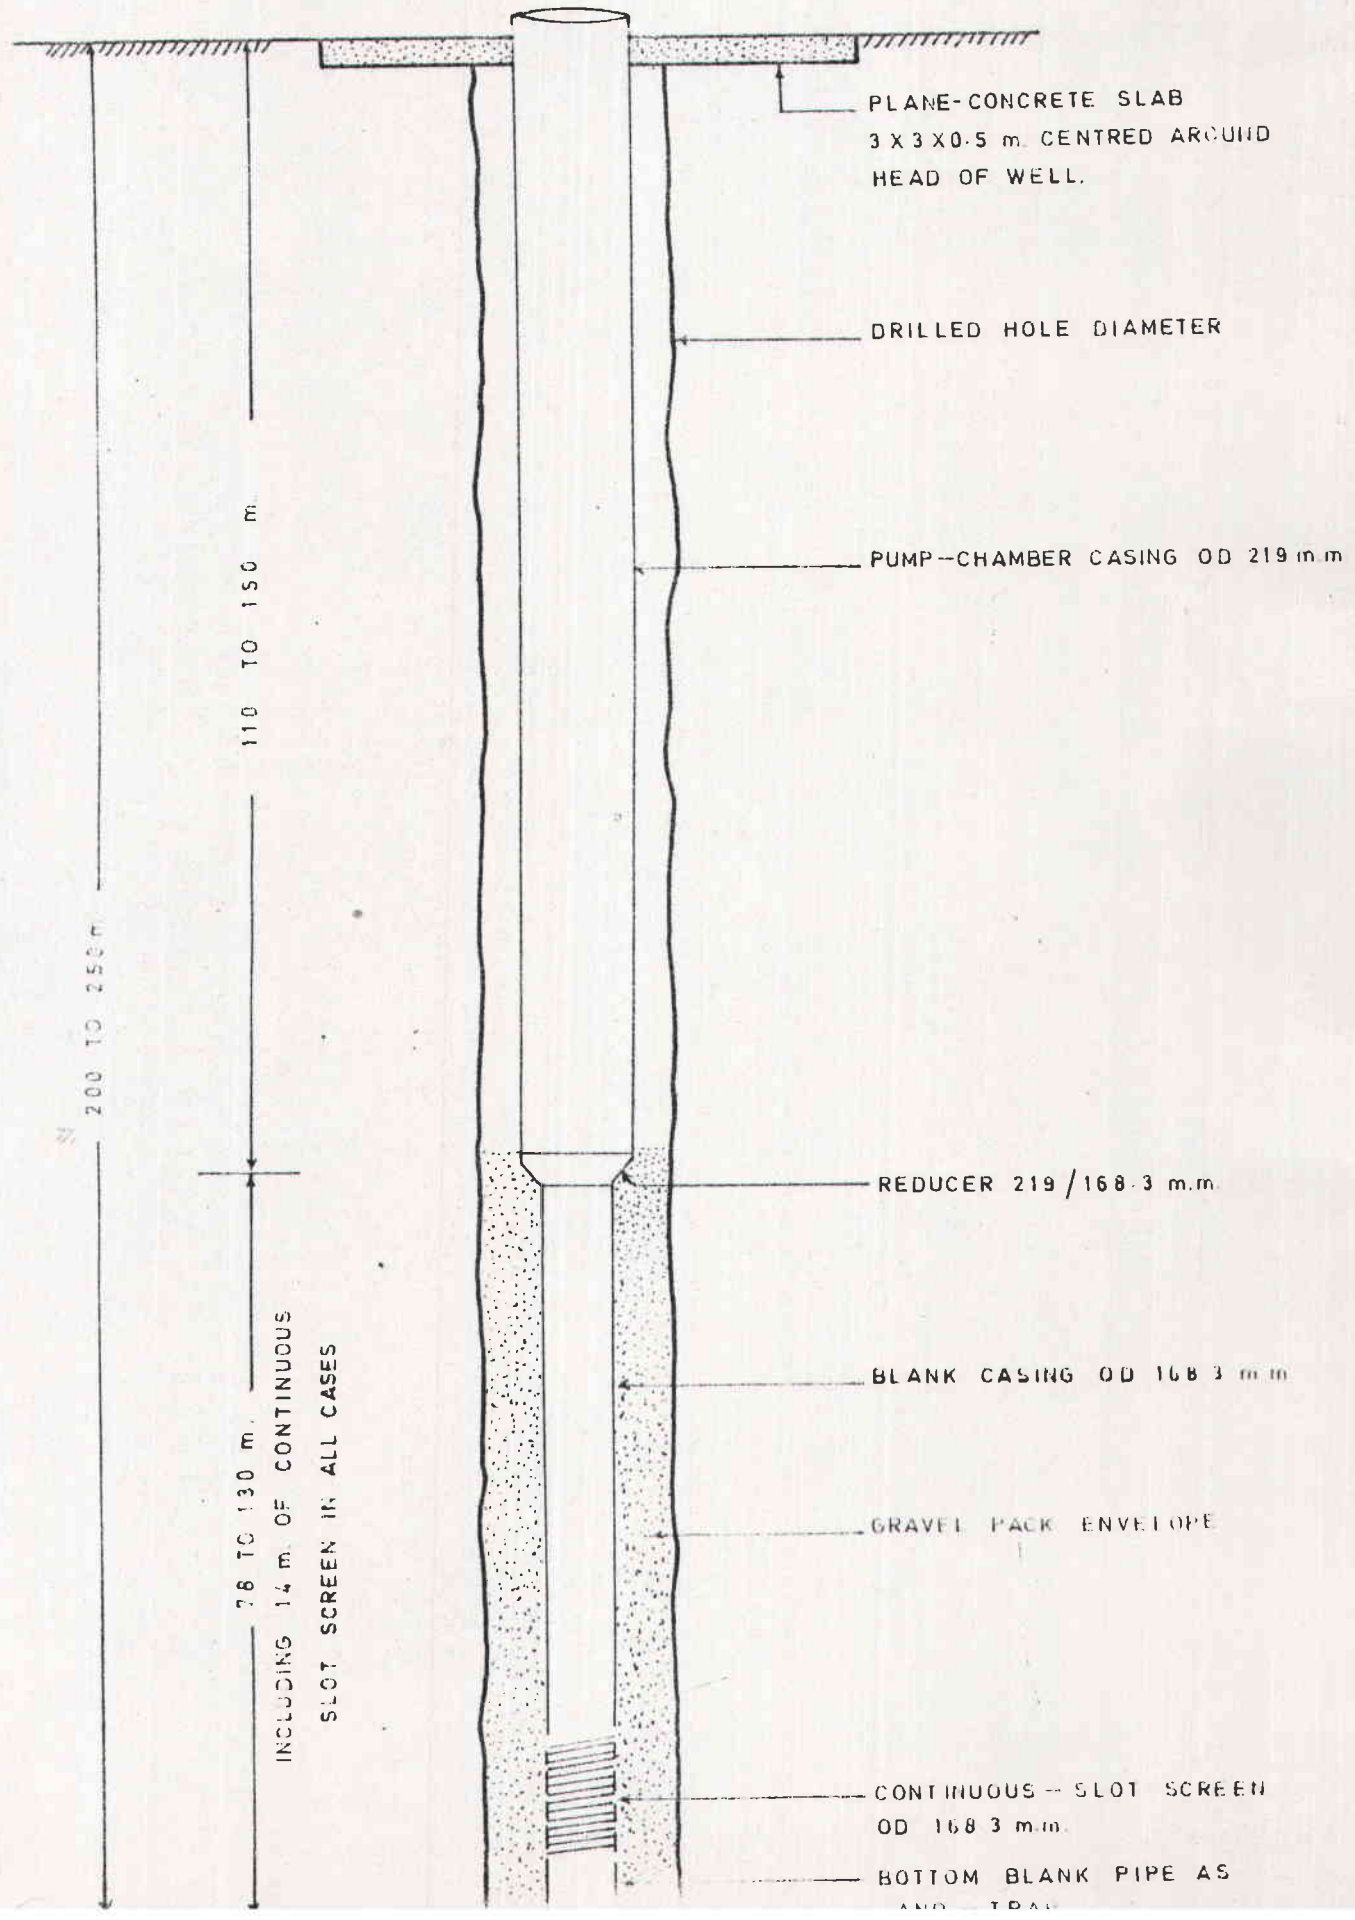 PLANE-CONCRETE SLAB
3 X 3 X0.5 m. CENTRED AROUND
HEAD OF WELL.
DRILLED HOLE DIAMETER
110 TO 150 m.
PUMP-CHAMBER CASING OD 219 m.m
200 TO 250 m
REDUCER 219/168.3 m.m.
BLANK CASING OD 168 3 m m
78 TO 130 m.
INCLUDING 14 m. OF CONTINUOUS
SLOT SCREEN IN ALL CASES
GRAVEL PACK ENVELOPE
CONTINUOUS - SLOT SCREEN
OD 168 3 m.m.
BOTTOM BLANK PIPE AS